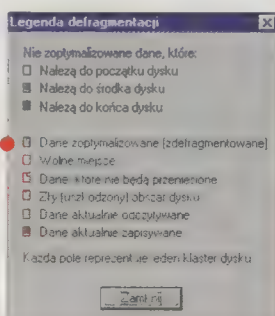 Legenda defragmentacji
Nie zoptymalizowane dane, które:
Należą do początku dysku
Należą do środka dysku
Należą do końca dysku
Dane zoptymalizowane (zdefragmentowane)
Wolne miejsce
Dane, które nie będą przeniesione
Zły (uszkodzony) obszar dysku
Dane aktualnie odczytywane
Dane aktualnie zapisywane
Każda pole reprezentuje jeden klaster dysku
Zamknij